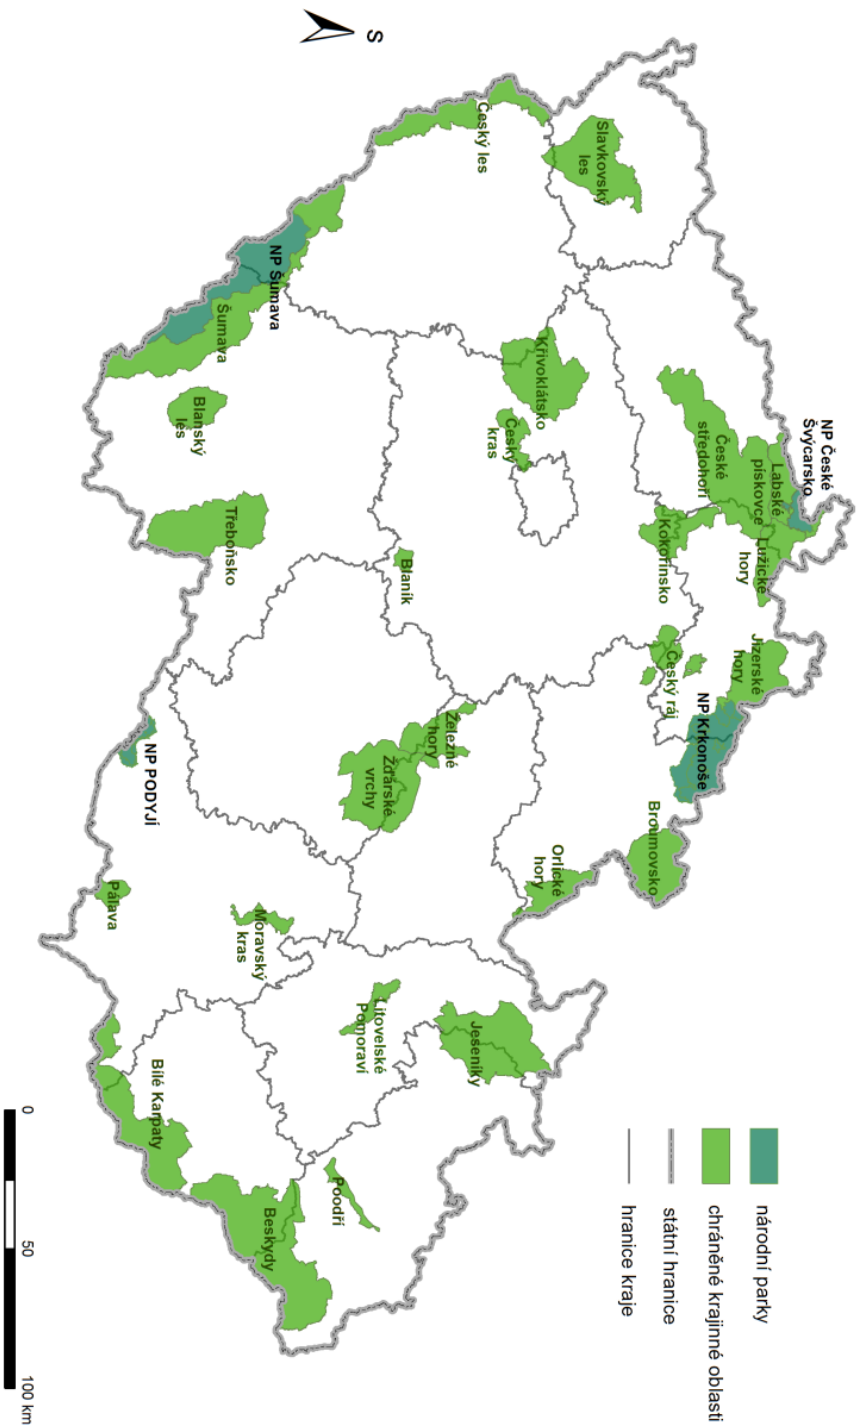 S
NP České
Švýcarsko
Labské
pískovce
Lužické
hory
České
středohoří
Kokořínsko
Jizerské
hory
NP Krkonoše
Český ráj
Broumovsko
Orlické
hory
Slavkovský
les
Český les
Křivoklátsko
Český
kras
NP Šumava
Šumava
Blanský
les
Třeboňsko
Blaník
Železné
hory
Žďárské
vrchy
NP PODYJÍ
Pálava
Moravský
kras
Litovelské
Pomoraví
Jeseníky
Poodří
Beskydy
Bílé Karpaty
národní parky
chráněné krajinné oblasti
státní hranice
hranice kraje
0 50 100 km